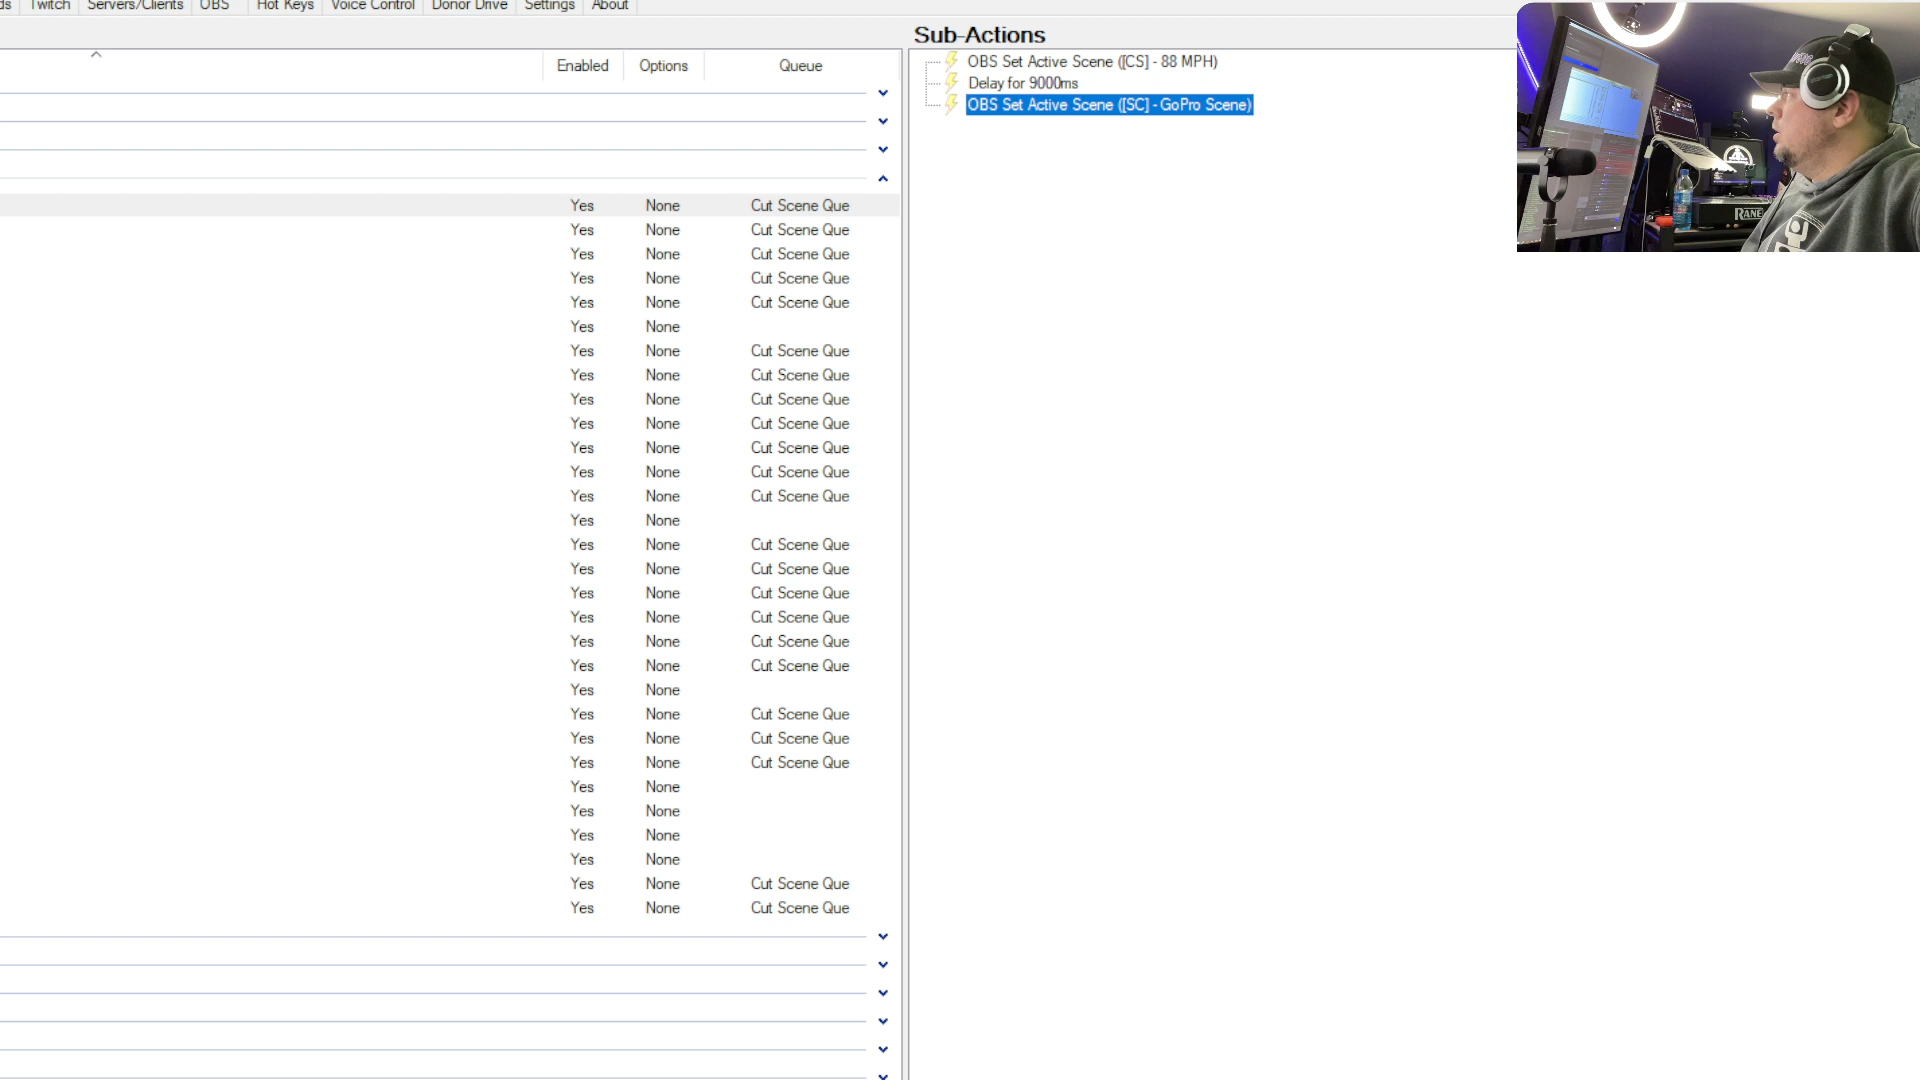 ds Twitch Servers/Clients OBS Hot Keys Voice Control Donor Drive Settings About
Sub-Actions
Enabled Options Queue
OBS Set Active Scene ([CS] - 88 MPH)
Delay for 9000ms
OBS Set Active Scene ([SC] - GoPro Scene)
RANE
Yes None Cut Scene Que
Yes None Cut Scene Que
Yes None Cut Scene Que
Yes None Cut Scene Que
Yes None Cut Scene Que
Yes None
Yes None Cut Scene Que
Yes None Cut Scene Que
Yes None Cut Scene Que
Yes None Cut Scene Que
Yes None Cut Scene Que
Yes None Cut Scene Que
Yes None Cut Scene Que
Yes None
Yes None Cut Scene Que
Yes None Cut Scene Que
Yes None Cut Scene Que
Yes None Cut Scene Que
Yes None Cut Scene Que
Yes None Cut Scene Que
Yes None
Yes None Cut Scene Que
Yes None Cut Scene Que
Yes None Cut Scene Que
Yes None
Yes None
Yes None
Yes None
Yes None Cut Scene Que
Yes None Cut Scene Que